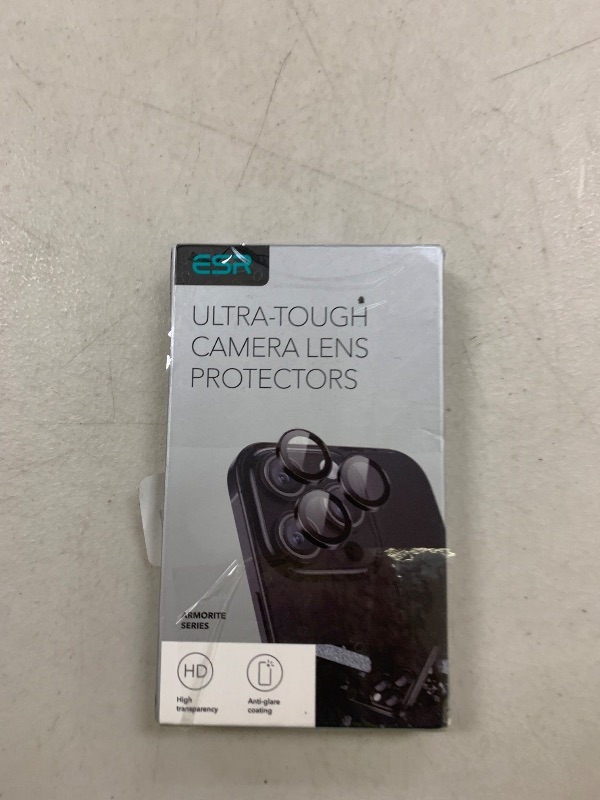 ESR
ULTRA-TOUGH
CAMERA LENS
PROTECTORS
ARMORITE
SERIES
HD
High
transparency
Anti-glare
coating